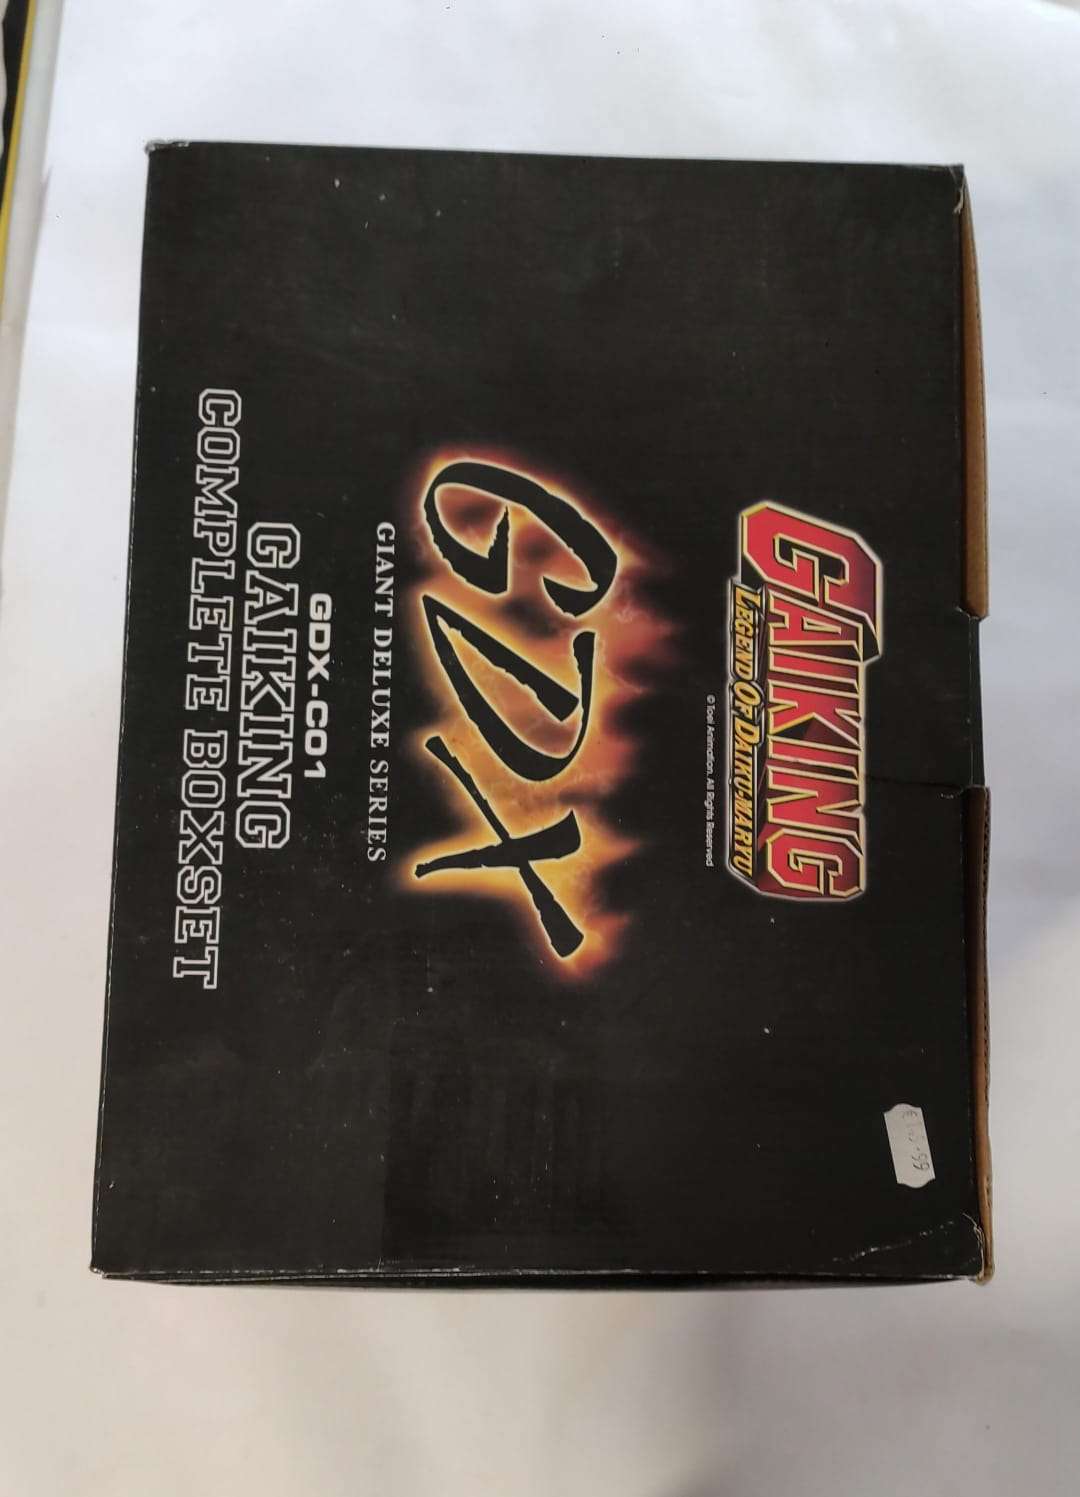 GAIKING
LEGEND OF DAIKU-MARYU
© Toei Animation. All Rights Reserved
GDX
GIANT DELUXE SERIES
GDX-C01
GAIKING
COMPLETE BOXSET